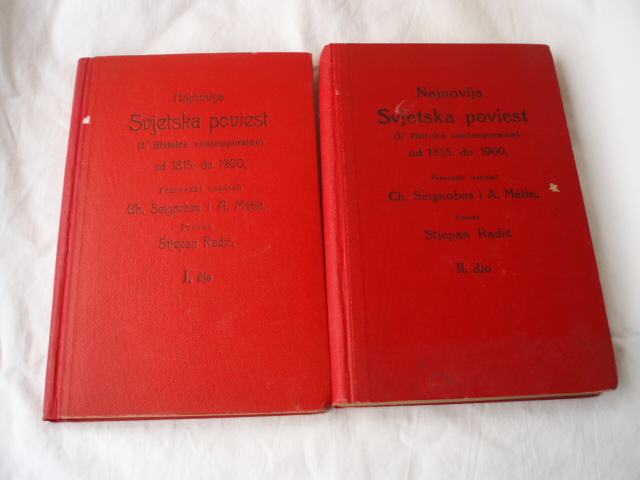 Najnovija
Svjetska poviest
(L' Histoire contemporaine)
od 1815. do 1900.
Francezki napisali
Ch. Seignobos i A. Métin.
Preveo
Stjepan Radić.
I. dio
Najnovija
Svjetska poviest
(L' Histoire contemporaine)
od 1815. do 1900.
Francezki napisali
Ch. Seignobos i A. Métin.
Preveo
Stjepan Radić
II. dio